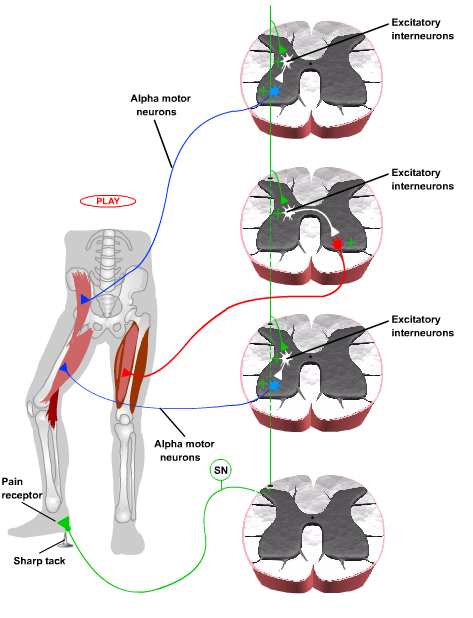 Excitatory
interneurons
Alpha motor
neurons
Excitatory
interneurons
PLAY
Excitatory
interneurons
Alpha motor
neurons
SN
Pain
receptor
Sharp tack